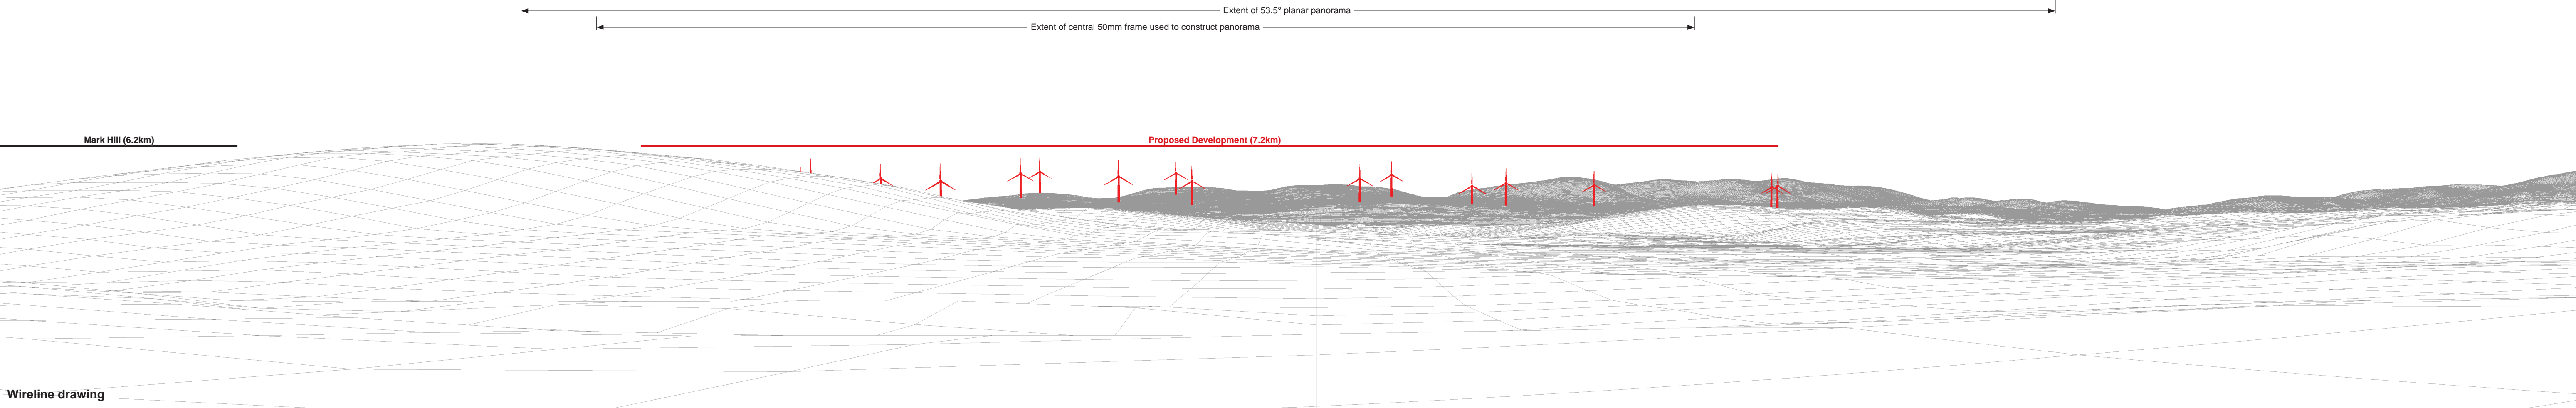 Extent of 53.5° planar panorama
Extent of central 50mm frame used to construct panorama
Mark Hill (6.2km)
Proposed Development (7.2km)
Wireline drawing